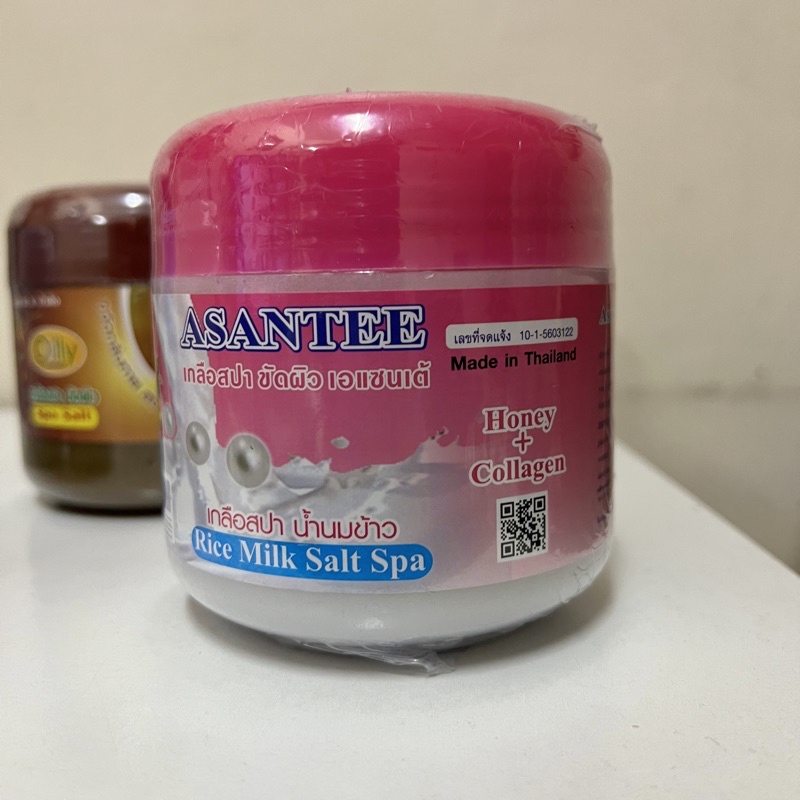 ASANTEE
เกลือสปา ขัดผิว เอแซนเต้
เลขที่จดแจ้ง 10-1-5603122
Made in Thailand
Honey
+
Collagen
เกลือสปา น้ำนมข้าว
Rice Milk Salt Spa
Olly
Spa Salt